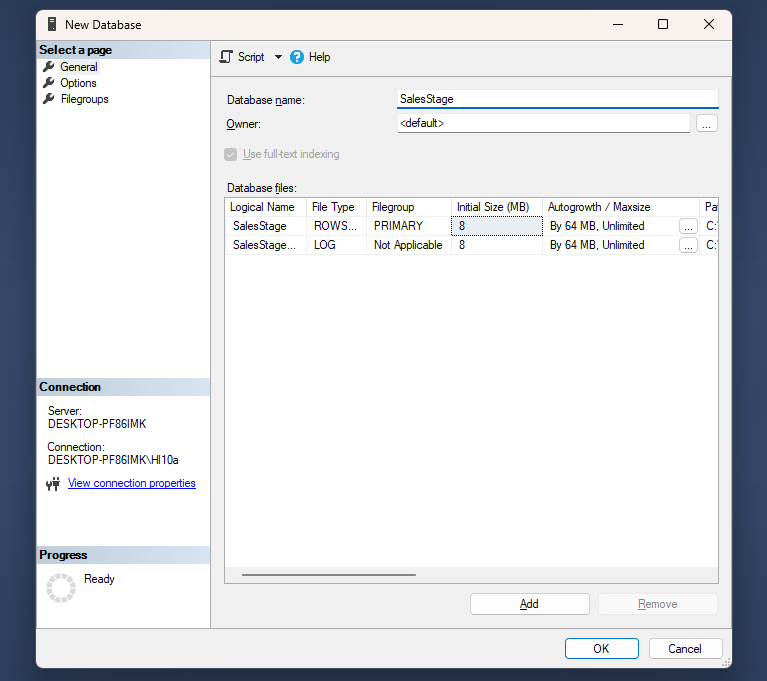 New Database
Select a page
General
Options
Filegroups
Script
Help
Database name:
SalesStage
Owner:
<default>
...
Use full-text indexing
Database files:
Logical Name File Type Filegroup Initial Size (MB) Autogrowth / Maxsize Pa
SalesStage ROWS... PRIMARY 8 By 64 MB, Unlimited ... C:
SalesStage... LOG Not Applicable 8 By 64 MB, Unlimited ... C:
Connection
Server:
DESKTOP-PF86IMK
Connection:
DESKTOP-PF86IMK\HI10a
View connection properties
Progress
Ready
Add
Remove
OK
Cancel